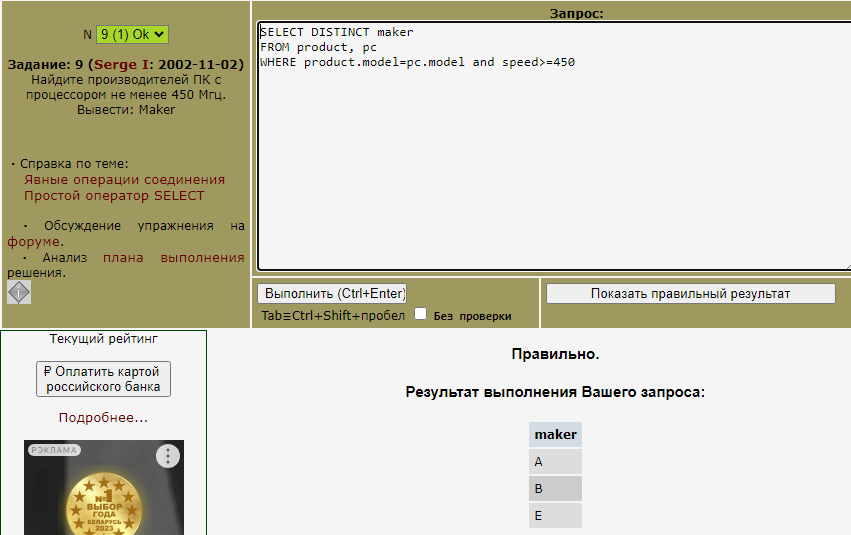 N 9 (1) Ok
Задание: 9 (Serge I: 2002-11-02)
Найдите производителей ПК с
процессором не менее 450 Мгц.
Вывести: Maker
· Справка по теме:
Явные операции соединения
Простой оператор SELECT
· Обсуждение упражнения на
форуме.
· Анализ плана выполнения
решения.
i
Запрос:
SELECT DISTINCT maker
FROM product, pc
WHERE product.model=pc.model and speed>=450
Выполнить (Ctrl+Enter)
Tab≡Ctrl+Shift+пробел Без проверки
Показать правильный результат
Текущий рейтинг
₽ Оплатить картой
российского банка
Подробнее...
РЭКЛАМА
№1
ВЫБОР
ГОДА
БЕЛАРУСЬ
2023
Правильно.
Результат выполнения Вашего запроса:
maker
A
B
E